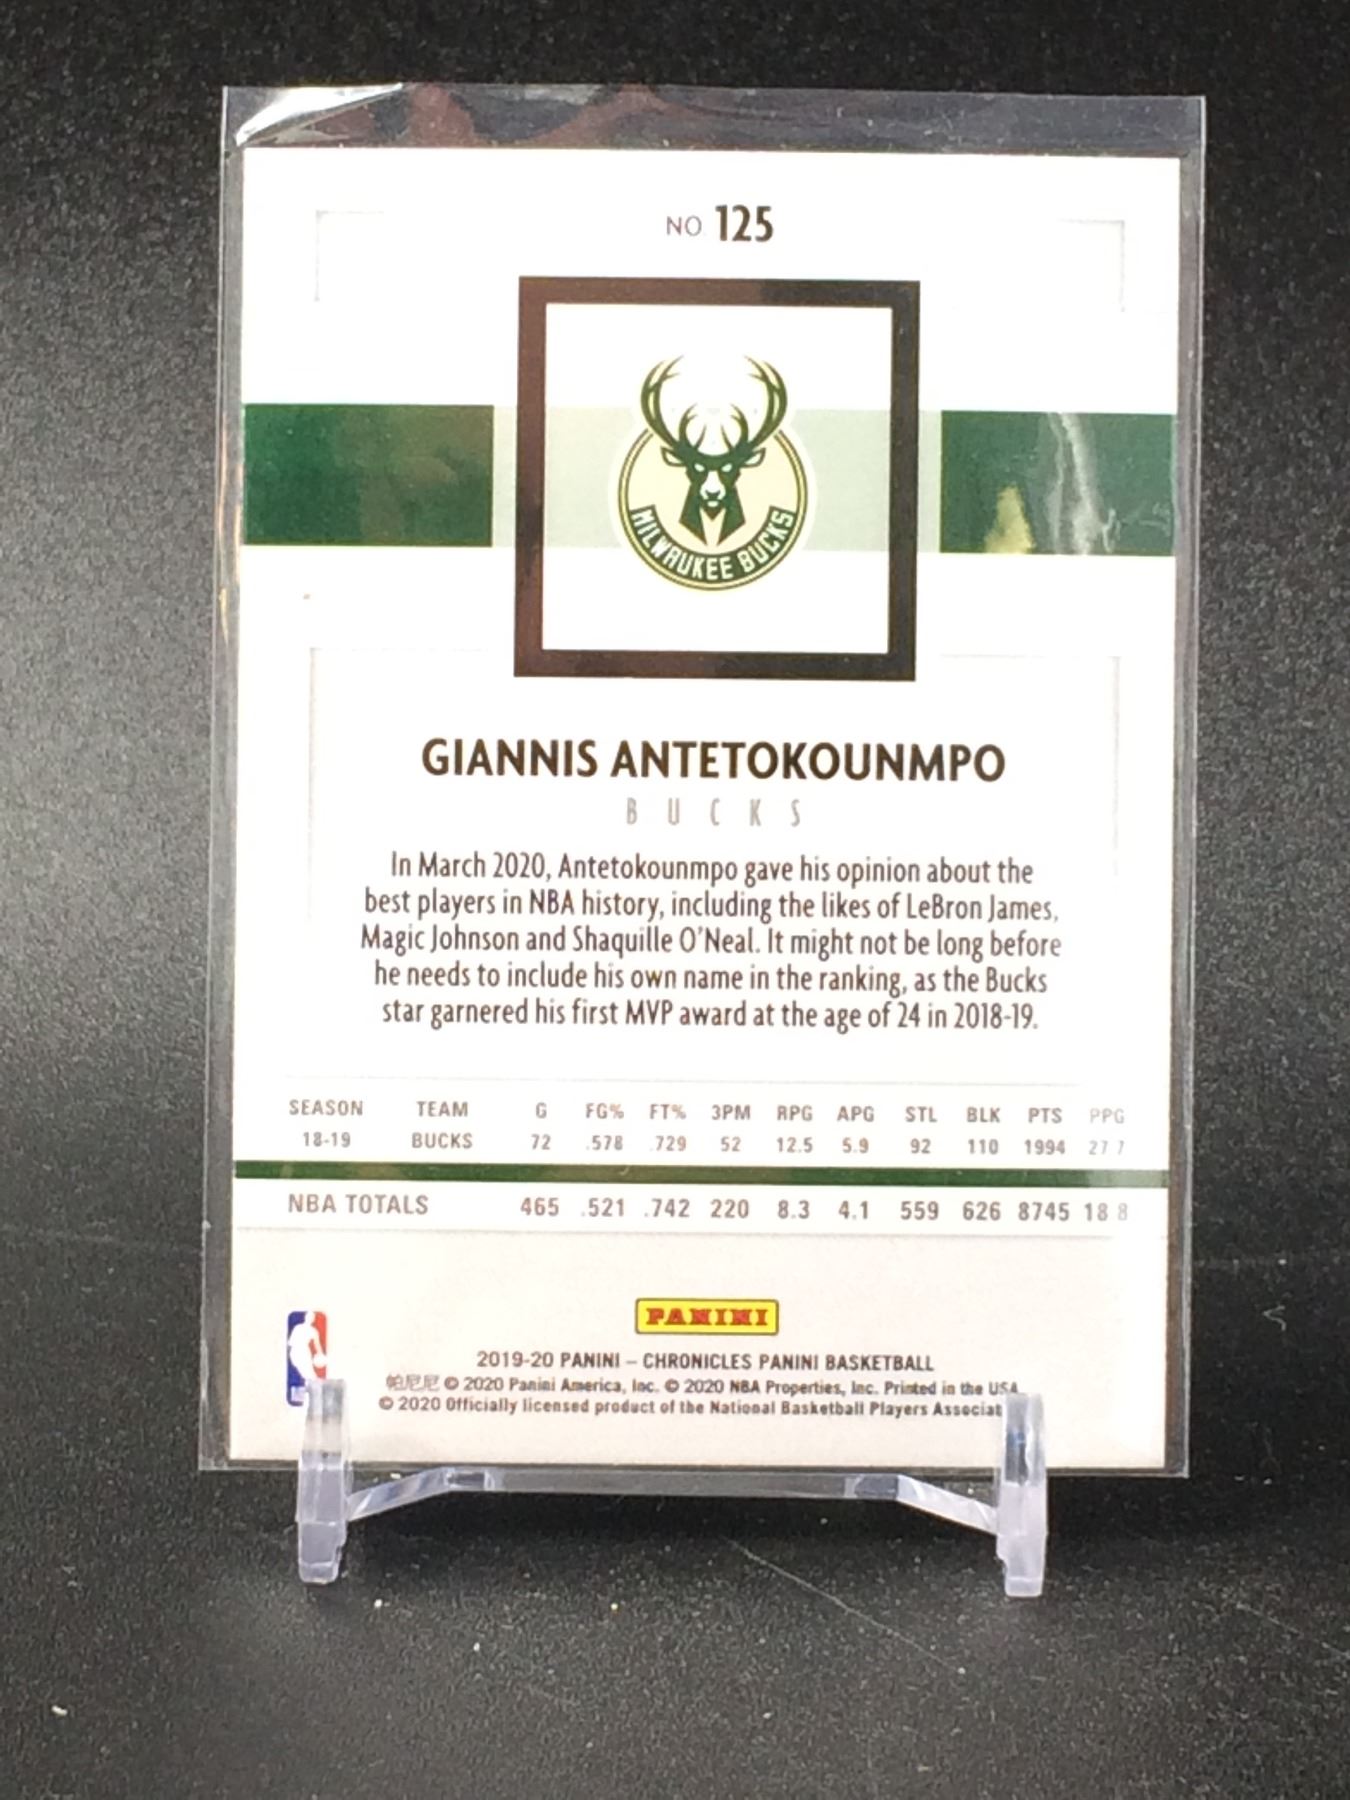 NO. 125
MILWAUKEE BUCKS
GIANNIS ANTETOKOUNMPO
BUCKS
In March 2020, Antetokounmpo gave his opinion about the
best players in NBA history, including the likes of LeBron James,
Magic Johnson and Shaquille O'Neal. It might not be long before
he needs to include his own name in the ranking, as the Bucks
star garnered his first MVP award at the age of 24 in 2018-19.
SEASON TEAM G FG% FT% 3PM RPG APG STL BLK PTS PPG
18-19 BUCKS 72 .578 .729 52 12.5 5.9 92 110 1994 27.7
NBA TOTALS 465 .521 .742 220 8.3 4.1 559 626 8745 18.8
PANINI
2019-20 PANINI – CHRONICLES PANINI BASKETBALL
帕尼尼 © 2020 Panini America, Inc. © 2020 NBA Properties, Inc. Printed in the USA
© 2020 Officially licensed product of the National Basketball Players